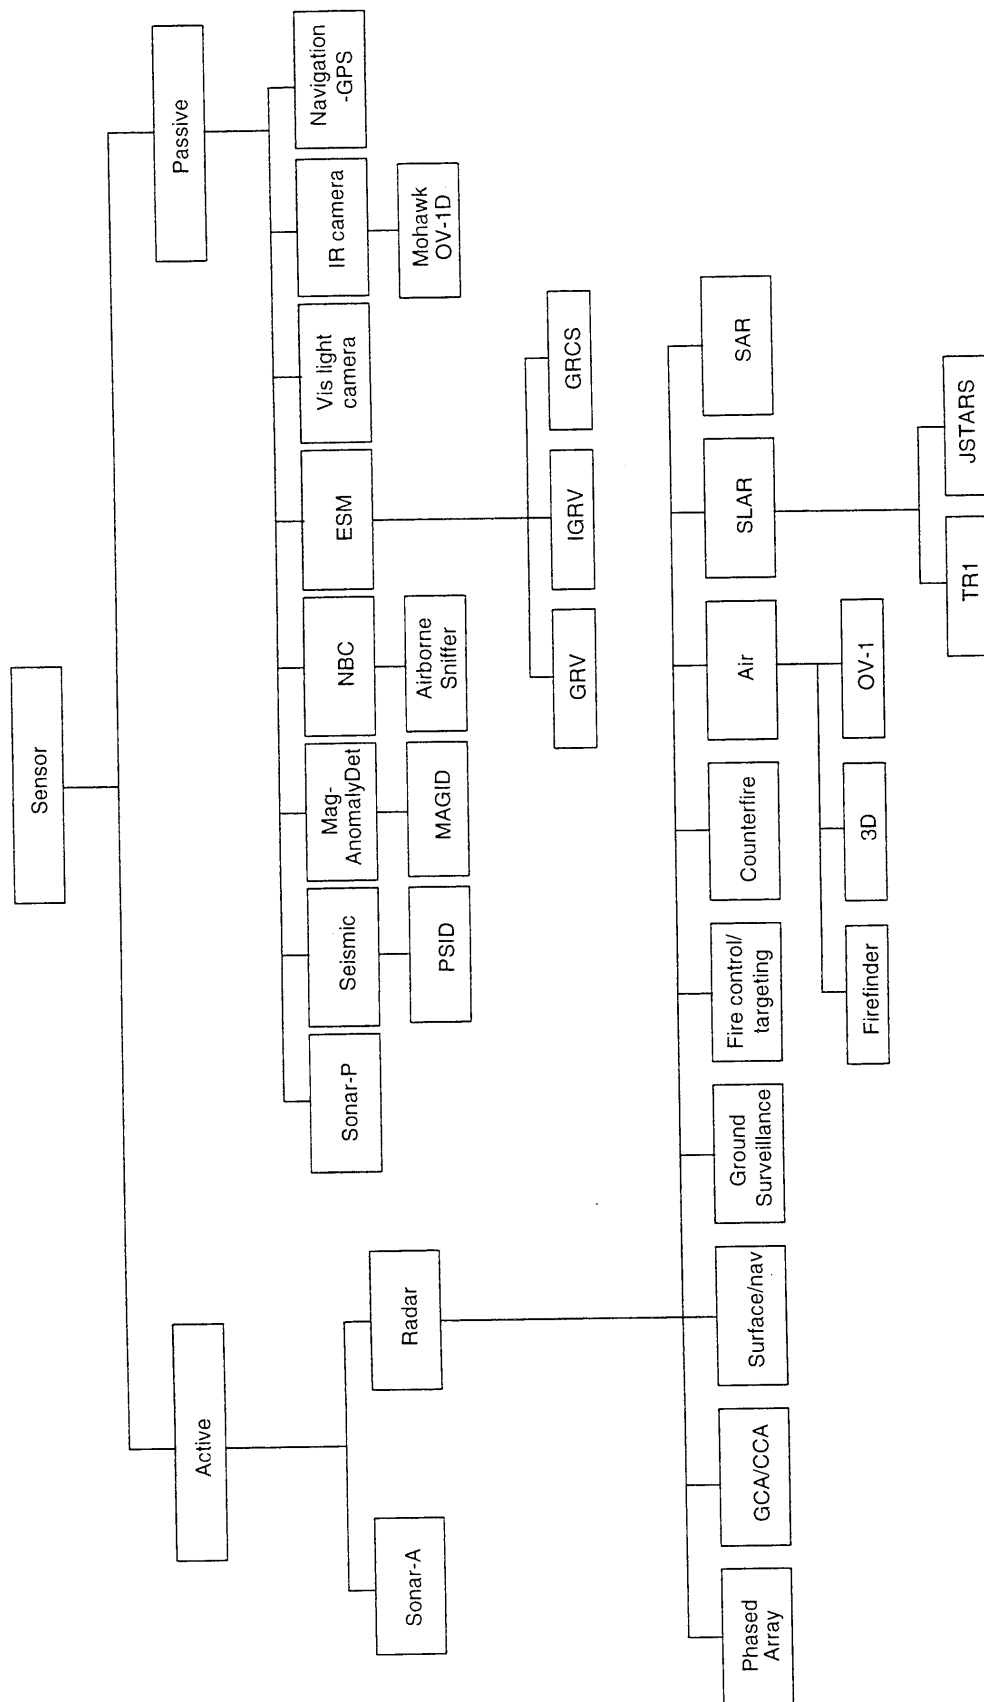 Sensor
Active
Passive
Sonar-A
Radar
Sonar-P
Seismic
Mag-
AnomalyDet
NBC
ESM
Vis light
camera
IR camera
Navigation
-GPS
PSID
MAGID
Airborne
Sniffer
Mohawk
OV-1D
GRV
IGRV
GRCS
Phased
Array
GCA/CCA
Surface/nav
Ground
Surveillance
Fire control/
targeting
Counterfire
Air
SLAR
SAR
Firefinder
3D
OV-1
TR1
JSTARS